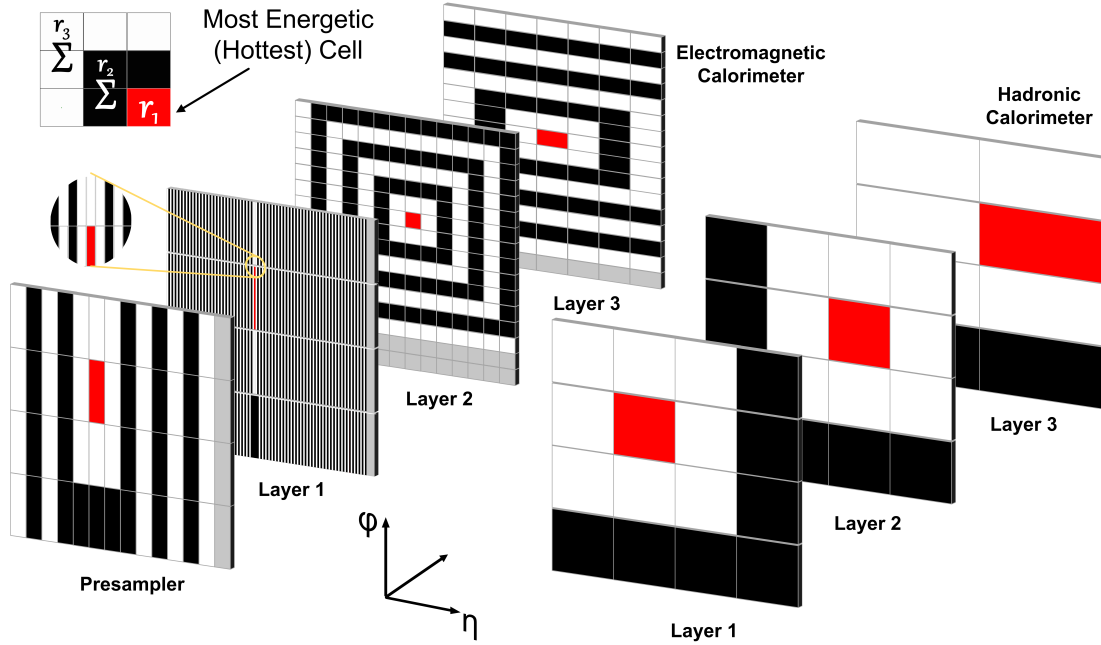 r3
Σ
r2
Σ
r1
Most Energetic
(Hottest) Cell
Electromagnetic
Calorimeter
Hadronic
Calorimeter
Layer 3
Layer 2
Layer 1
Presampler
Layer 3
Layer 2
Layer 1
φ
η